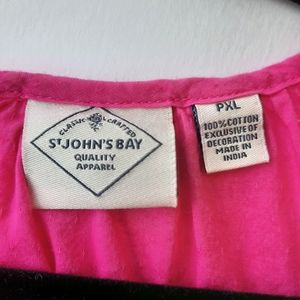 CLASSIC CRAFTED
ST JOHN'S BAY
QUALITY
APPAREL
PXL
100% COTTON
EXCLUSIVE OF
DECORATION
MADE IN
INDIA